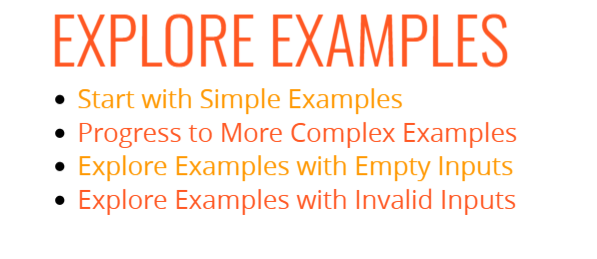 EXPLORE EXAMPLES
• Start with Simple Examples
• Progress to More Complex Examples
• Explore Examples with Empty Inputs
• Explore Examples with Invalid Inputs